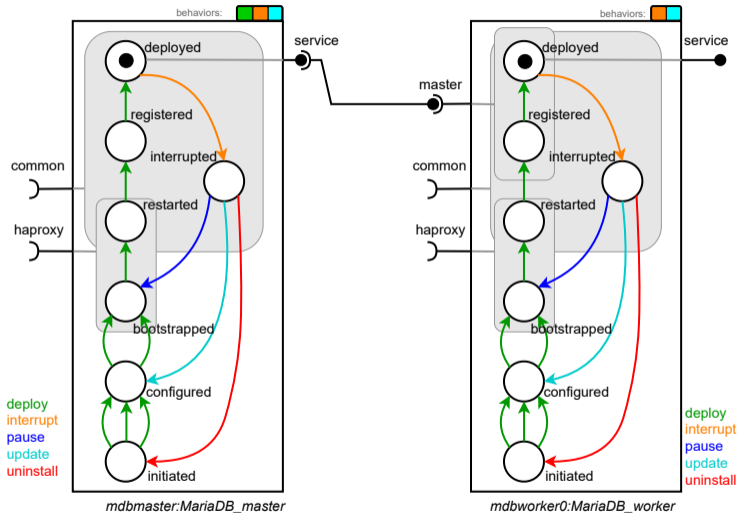 behaviors:
deployed
service
registered
interrupted
common
restarted
haproxy
bootstrapped
configured
deploy
interrupt
pause
update
uninstall
initiated
mdbmaster:MariaDB_master
behaviors:
deployed
service
master
registered
interrupted
common
restarted
haproxy
bootstrapped
configured
deploy
interrupt
pause
update
uninstall
initiated
mdbworker0:MariaDB_worker